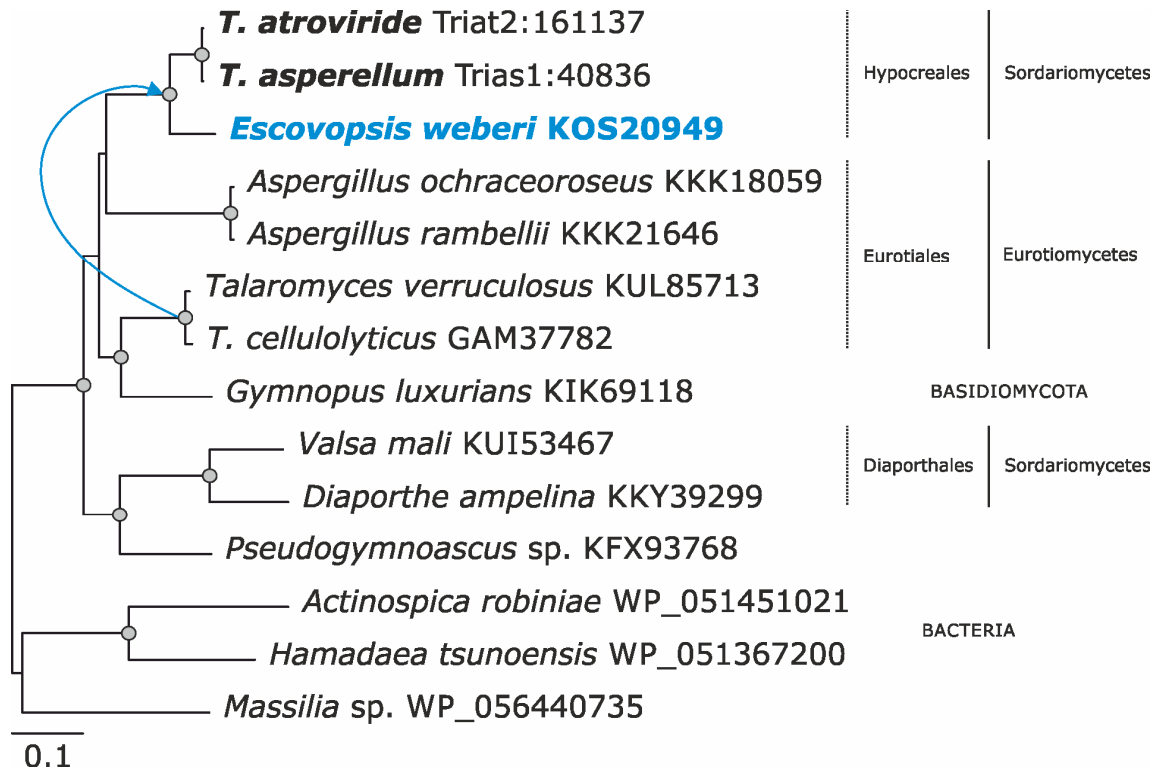 T. atroviride Triat2:161137
T. asperellum Trias1:40836
Hypocreales Sordariomycetes
Escovopsis weberi KOS20949
Aspergillus ochraceoroseus KKK18059
Aspergillus rambellii KKK21646
Eurotiales Eurotiomycetes
Talaromyces verruculosus KUL85713
T. cellulolyticus GAM37782
Gymnopus luxurians KIK69118 BASIDIOMYCOTA
Valsa mali KUI53467
Diaporthales Sordariomycetes
Diaporthe ampelina KKY39299
Pseudogymnoascus sp. KFX93768
Actinospica robiniae WP_051451021
BACTERIA
Hamadaea tsunoensis WP_051367200
Massilia sp. WP_056440735
0.1